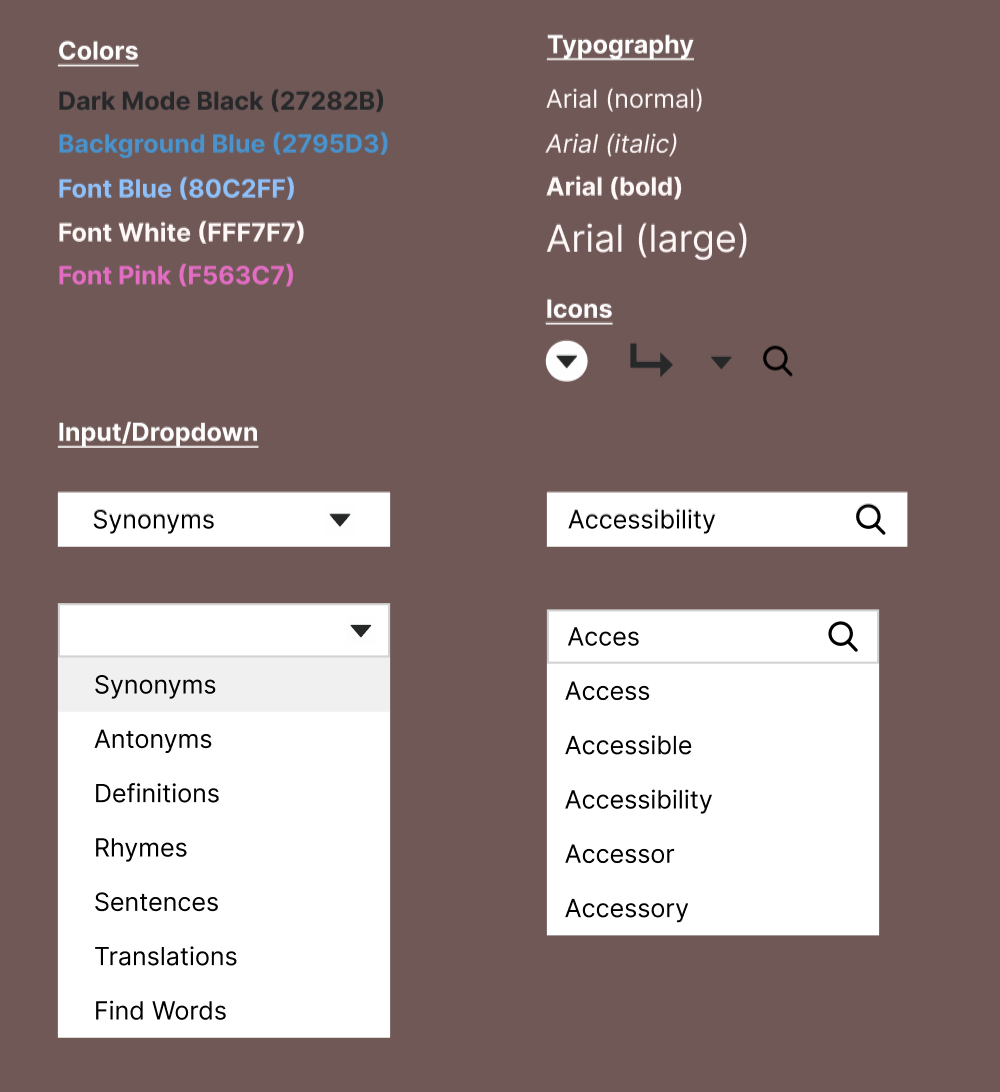 Colors
Dark Mode Black (27282B)
Background Blue (2795D3)
Font Blue (80C2FF)
Font White (FFF7F7)
Font Pink (F563C7)
Typography
Arial (normal)
Arial (italic)
Arial (bold)
Arial (large)
Icons
Input/Dropdown
Synonyms
Synonyms
Antonyms
Definitions
Rhymes
Sentences
Translations
Find Words
Accessibility
Acces
Access
Accessible
Accessibility
Accessor
Accessory